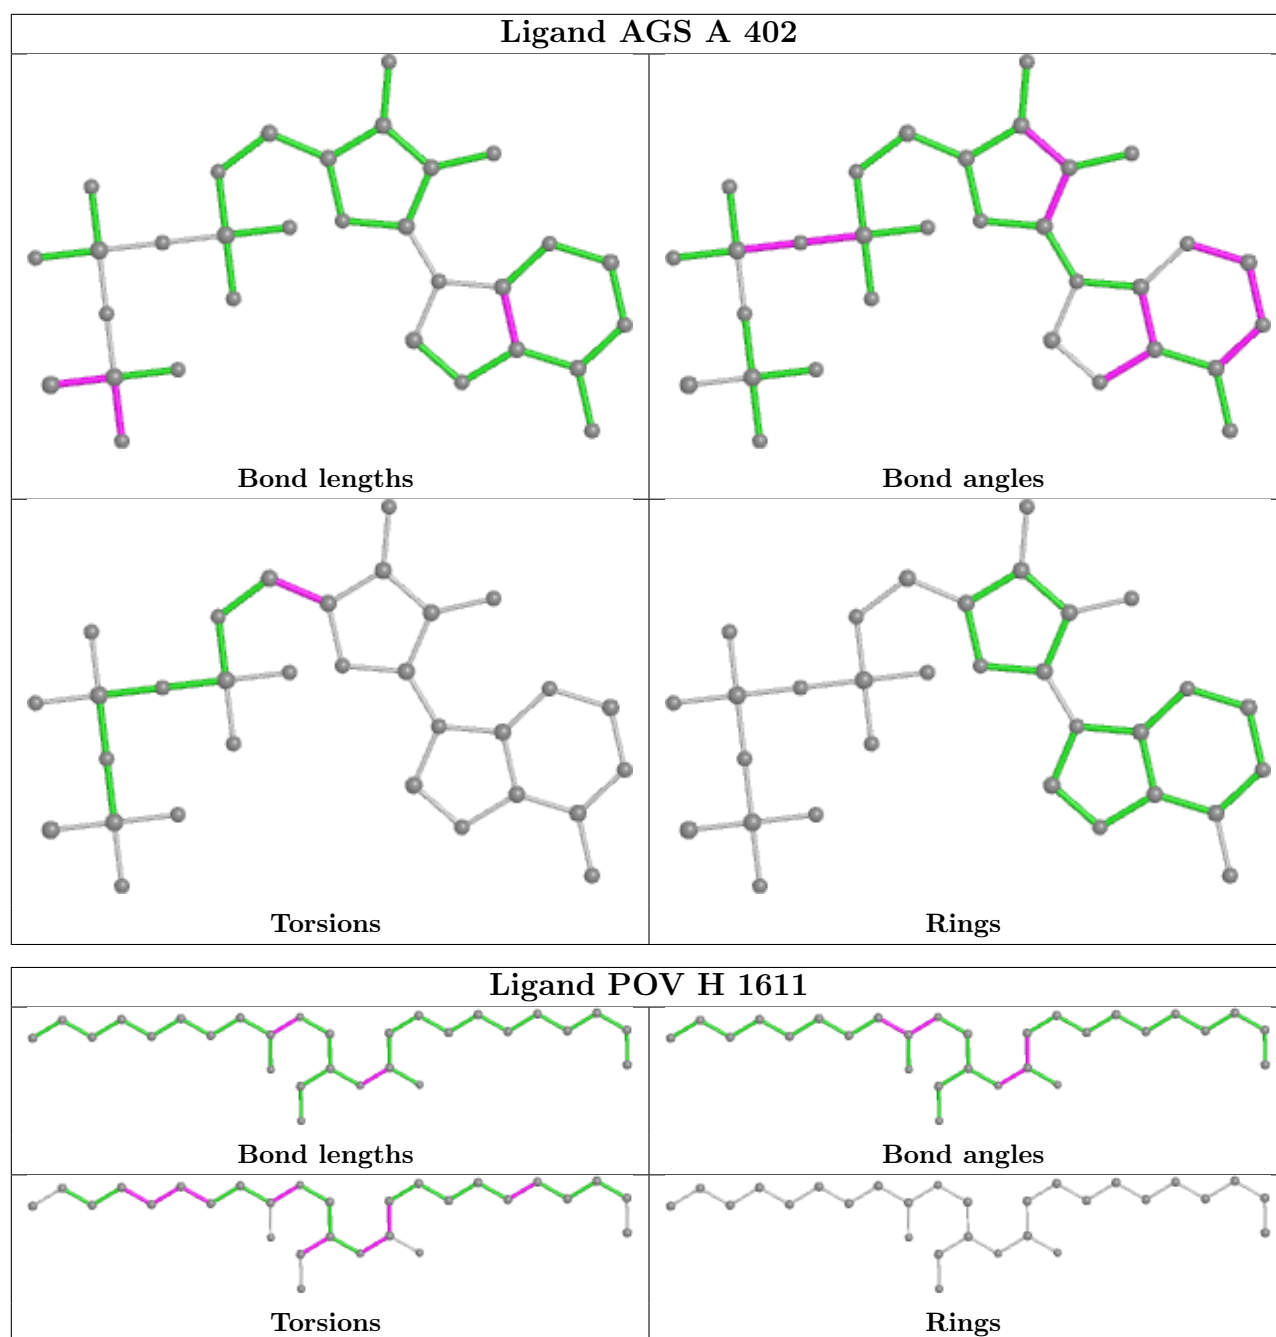 Ligand AGS A 402
Bond lengths
Bond angles
Torsions
Rings
Ligand POV H 1611
Bond lengths
Bond angles
Torsions
Rings